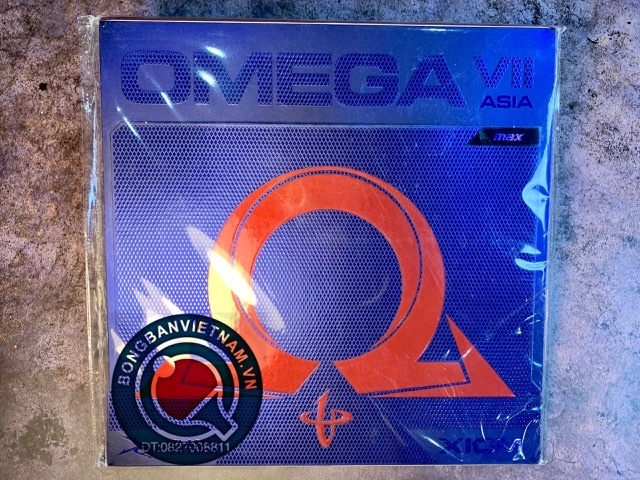 OMEGA VII
ASIA
max
BONGBANVIETNAM.VN
DT:0827006811
XIOM